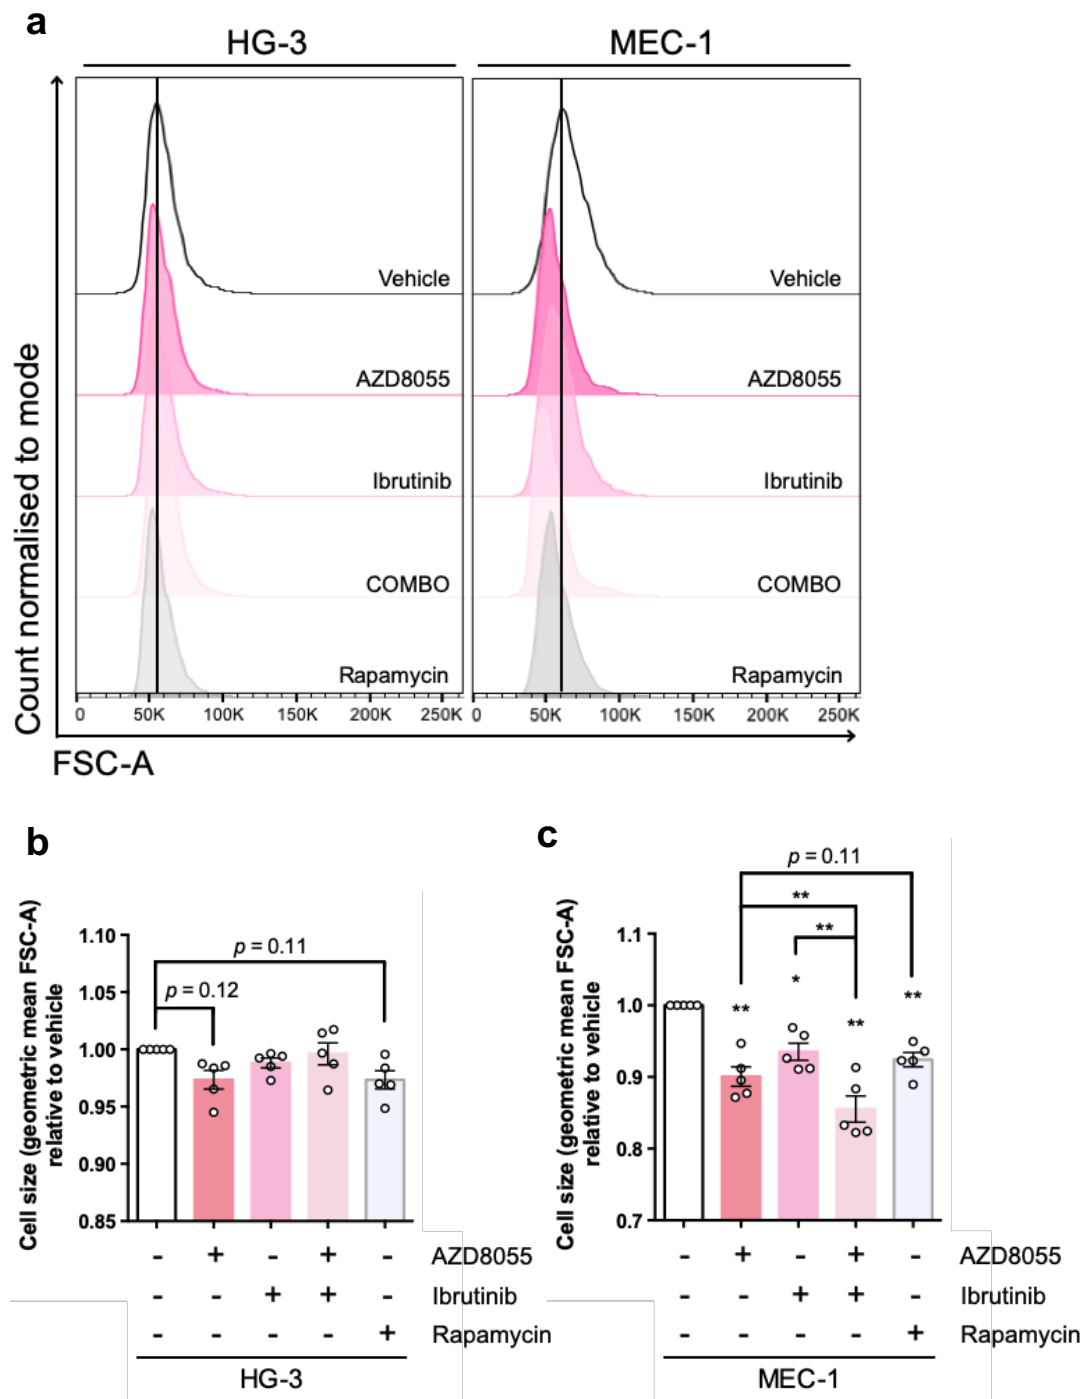 a
HG-3
MEC-1
Vehicle
Vehicle
AZD8055
AZD8055
Ibrutinib
Ibrutinib
COMBO
COMBO
Rapamycin
Rapamycin
Count normalised to mode
0 50K 100K 150K 200K 250K
0 50K 100K 150K 200K 250K
FSC-A
b
Cell size (geometric mean FSC-A)
relative to vehicle
1.10
1.05
1.00
0.95
0.90
0.85
p = 0.11
p = 0.12
- + - + - AZD8055
- - + + - Ibrutinib
- - - - + Rapamycin
HG-3
c
Cell size (geometric mean FSC-A)
relative to vehicle
1.1
1.0
0.9
0.8
0.7
p = 0.11
**
**
*
**
**
**
- + - + - AZD8055
- - + + - Ibrutinib
- - - - + Rapamycin
MEC-1